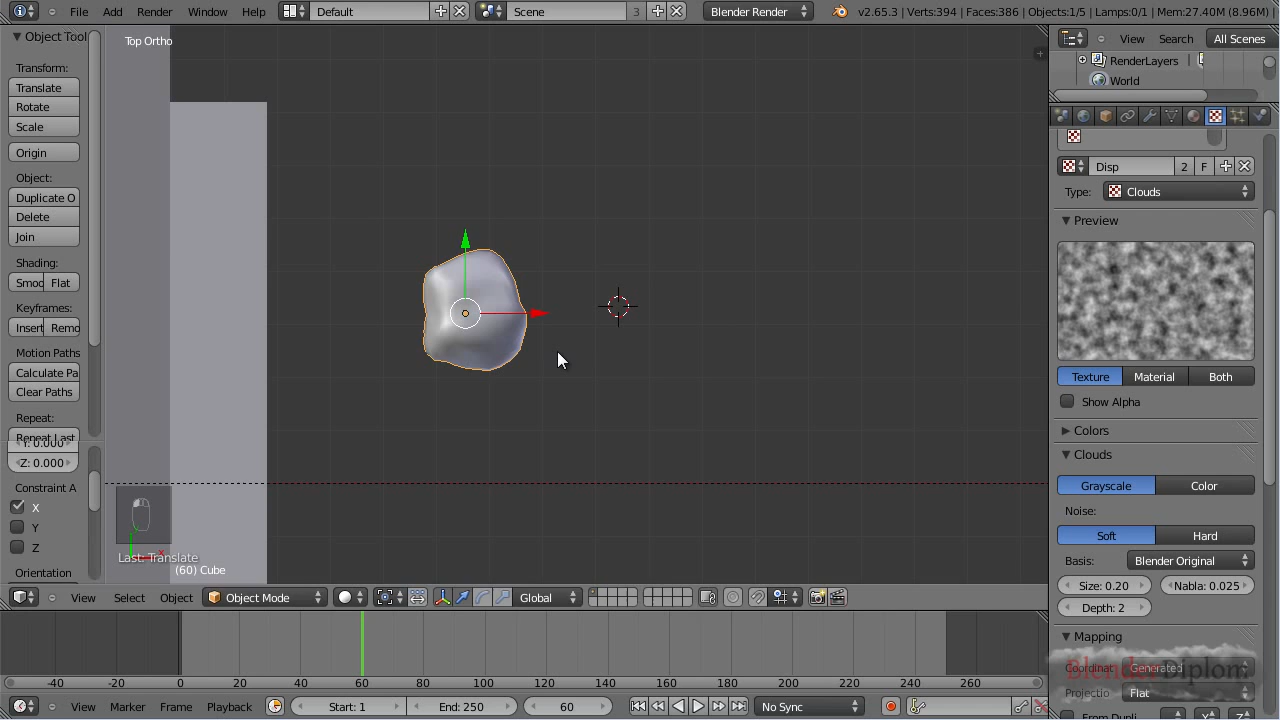 File Add Render Window Help Default Scene 3 Blender Render v2.65.3 | Verts:394 | Faces:386 | Objects:1/5 | Lamps:0/1 | Mem:27.40M (8.96M) |
Object Tool
Top Ortho
View Search All Scenes
Transform:
RenderLayers
Translate
World
Rotate
Scale
Origin
Disp 2 F
Object:
Type: Clouds
Duplicate O
Delete
Preview
Join
Shading:
Smoo Flat
Keyframes:
Insert Remo
Motion Paths
Calculate Pa
Texture Material Both
Clear Paths
Show Alpha
Repeat:
Colors
Repeat Last
Y: 0.000
Clouds
Z: 0.000
Grayscale Color
Constraint A
X
Noise:
Y
Soft Hard
Z
Last: Translate
Basis: Blender Original
Orientation
(60) Cube
Size: 0.20 Nabla: 0.025
View Select Object Object Mode Global
Depth: 2
Mapping
Coordinat Generated
BlenderDiplom
-40 -20 0 20 40 60 80 100 120 140 160 180 200 220 240 260
Projectio Flat
View Marker Frame Playback Start: 1 End: 250 60 No Sync
From Dupli X Y Z